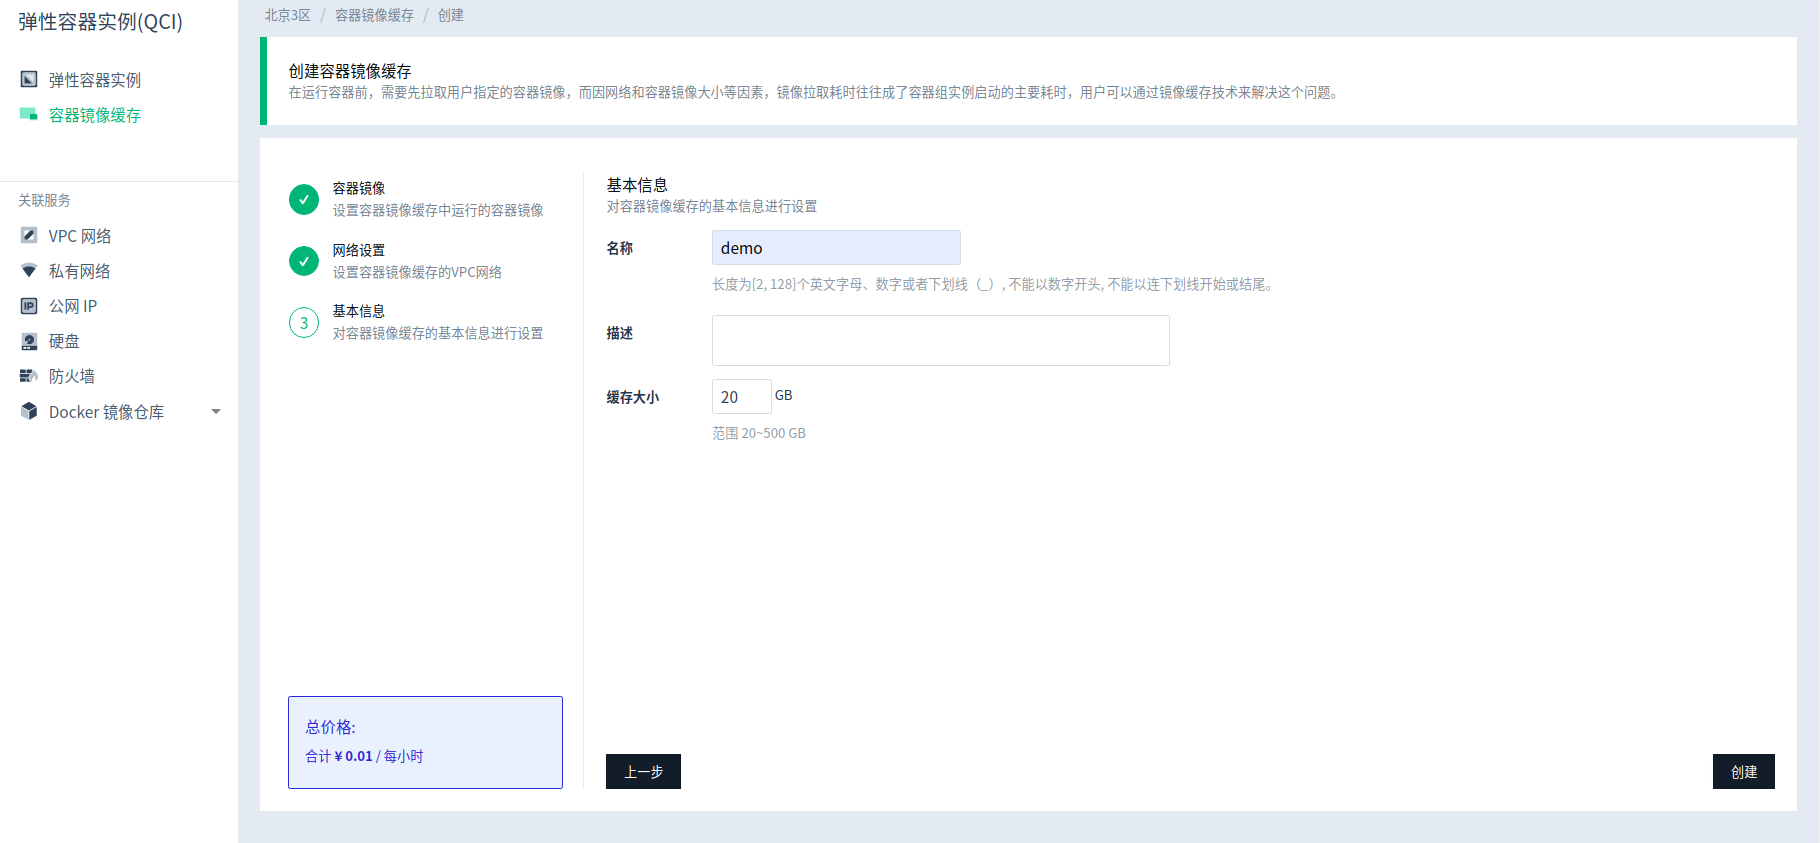 弹性容器实例(QCI)
弹性容器实例
容器镜像缓存
关联服务
VPC 网络
私有网络
公网 IP
硬盘
防火墙
Docker 镜像仓库
北京3区 / 容器镜像缓存 / 创建
创建容器镜像缓存
在运行容器前，需要先拉取用户指定的容器镜像，而因网络和容器镜像大小等因素，镜像拉取耗时往往成了容器组实例启动的主要耗时，用户可以通过镜像缓存技术来解决这个问题。
容器镜像
设置容器镜像缓存中运行的容器镜像
网络设置
设置容器镜像缓存的VPC网络
3
基本信息
对容器镜像缓存的基本信息进行设置
总价格:
合计 ¥ 0.01 / 每小时
基本信息
对容器镜像缓存的基本信息进行设置
名称
demo
长度为[2, 128]个英文字母、数字或者下划线（_）, 不能以数字开头, 不能以连下划线开始或结尾。
描述
缓存大小
20 GB
范围 20~500 GB
上一步
创建